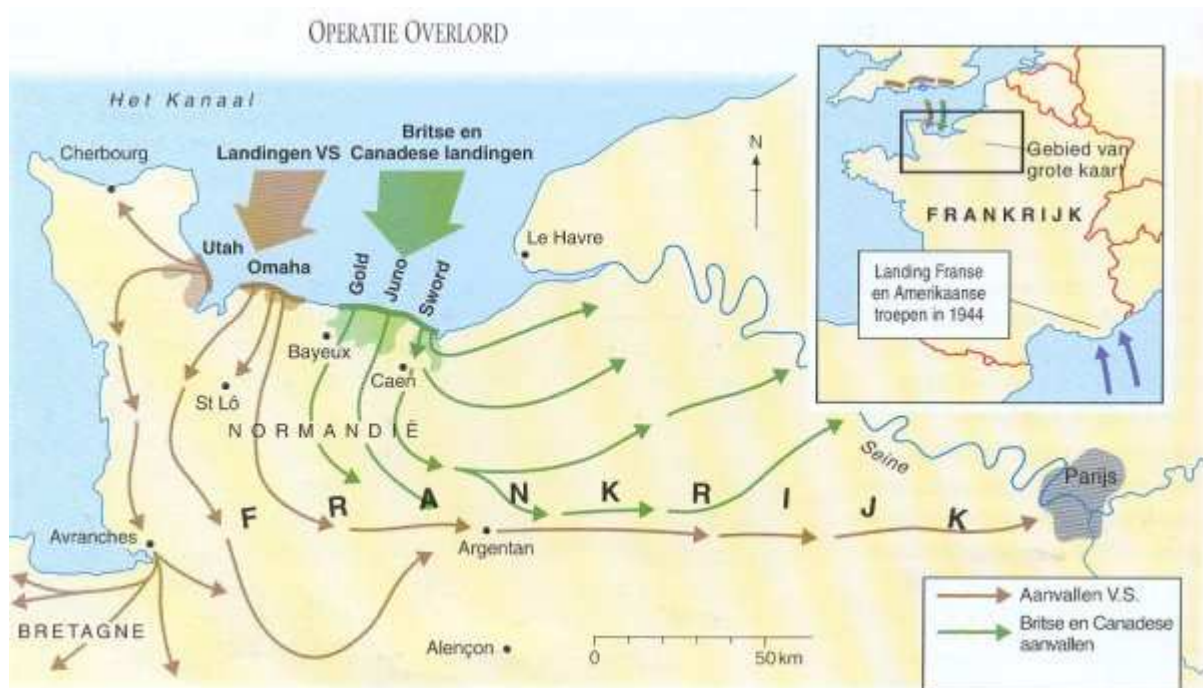 OPERATIE OVERLORD
Het Kanaal
Cherbourg
Landingen VS
Britse en
Canadese landingen
N
Le Havre
Utah
Omaha
Gold
Juno
Sword
Bayeux
Caen
St Lô
NORMANDIË
FRANKRIJK
Avranches
Argentan
Seine
Parijs
BRETAGNE
Alençon
0 50 km
Gebied van
grote kaart
FRANKRIJK
Landing Franse
en Amerikaanse
troepen in 1944
Aanvallen V.S.
Britse en Canadese
aanvallen